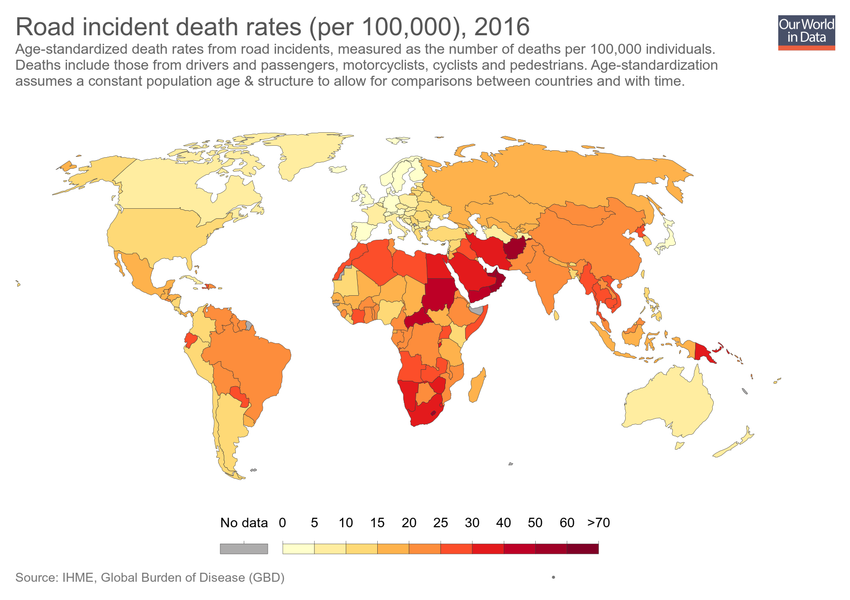 Road incident death rates (per 100,000), 2016
Our World
in Data
Age-standardized death rates from road incidents, measured as the number of deaths per 100,000 individuals.
Deaths include those from drivers and passengers, motorcyclists, cyclists and pedestrians. Age-standardization
assumes a constant population age & structure to allow for comparisons between countries and with time.
No data 0 5 10 15 20 25 30 40 50 60 >70
Source: IHME, Global Burden of Disease (GBD)